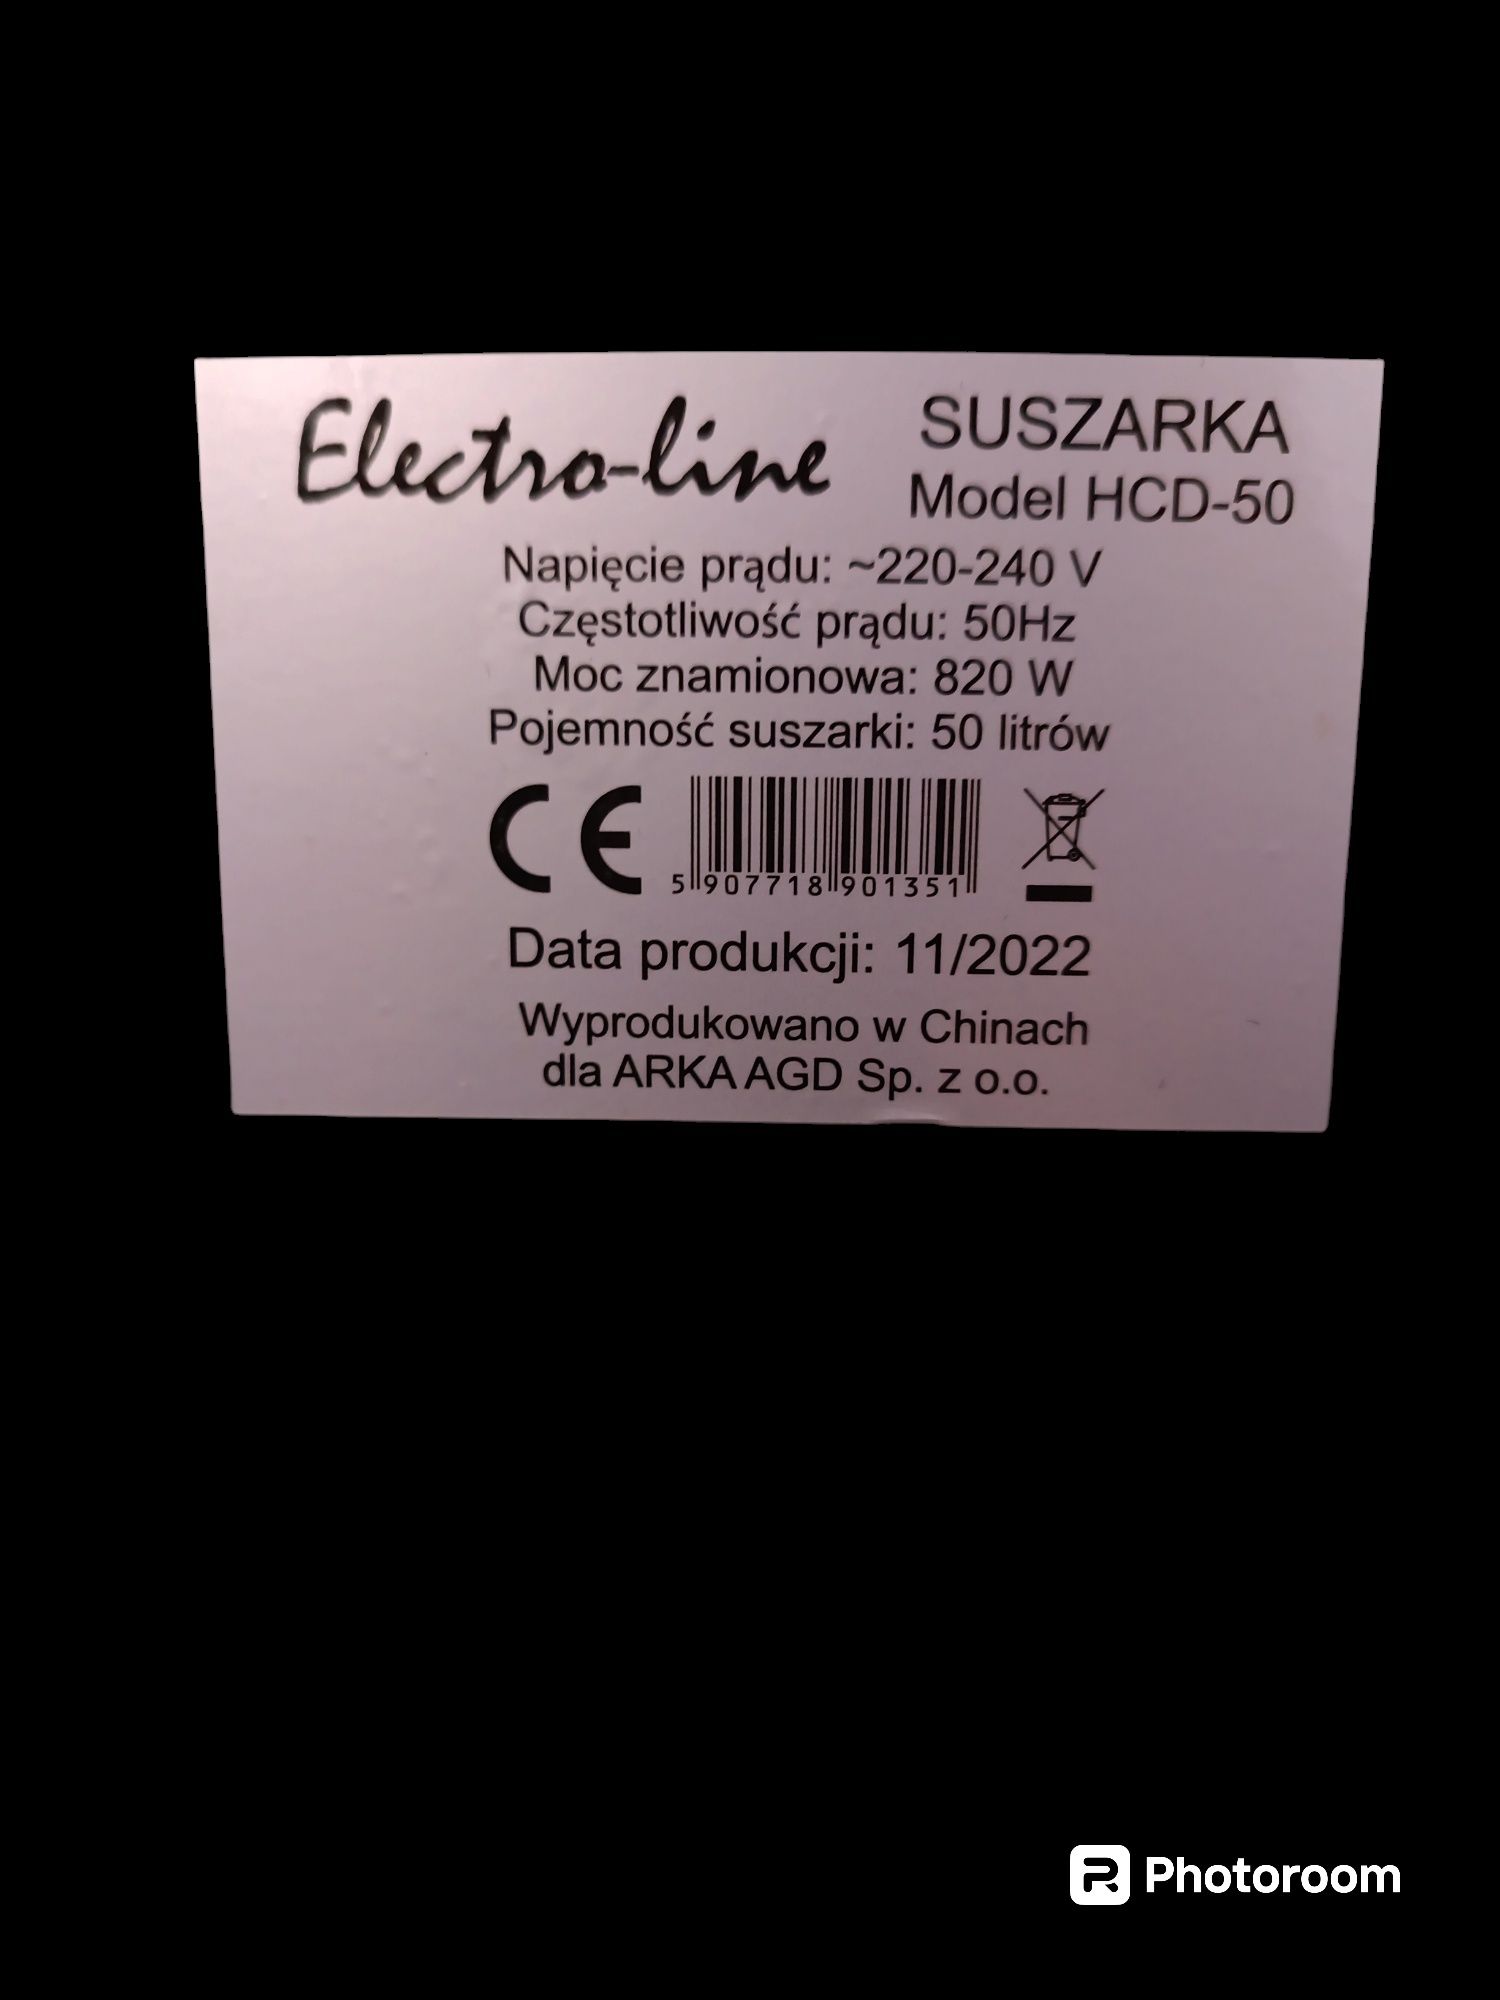 Electro-line
SUSZARKA
Model HCD-50
Napięcie prądu: ~220-240 V
Częstotliwość prądu: 50Hz
Moc znamionowa: 820 W
Pojemność suszarki: 50 litrów
CE
5 907718 901351
Data produkcji: 11/2022
Wyprodukowano w Chinach
dla ARKA AGD Sp. z o.o.
Photoroom